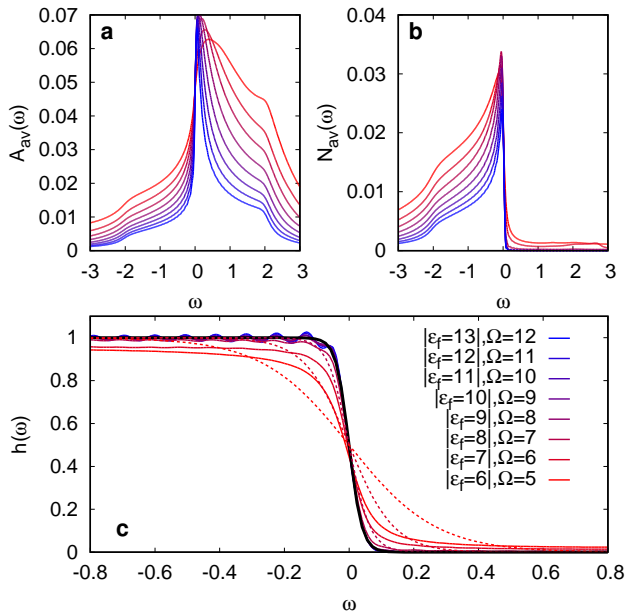 a
A_av(ω)
0.07
0.06
0.05
0.04
0.03
0.02
0.01
0
-3 -2 -1 0 1 2 3
ω
b
N_av(ω)
0.04
0.03
0.02
0.01
0
-3 -2 -1 0 1 2 3
ω
c
h(ω)
1
0.8
0.6
0.4
0.2
0
|ε_f=13|,Ω=12
|ε_f=12|,Ω=11
|ε_f=11|,Ω=10
|ε_f=10|,Ω=9
|ε_f=9|,Ω=8
|ε_f=8|,Ω=7
|ε_f=7|,Ω=6
|ε_f=6|,Ω=5
-0.8 -0.6 -0.4 -0.2 0 0.2 0.4 0.6 0.8
ω